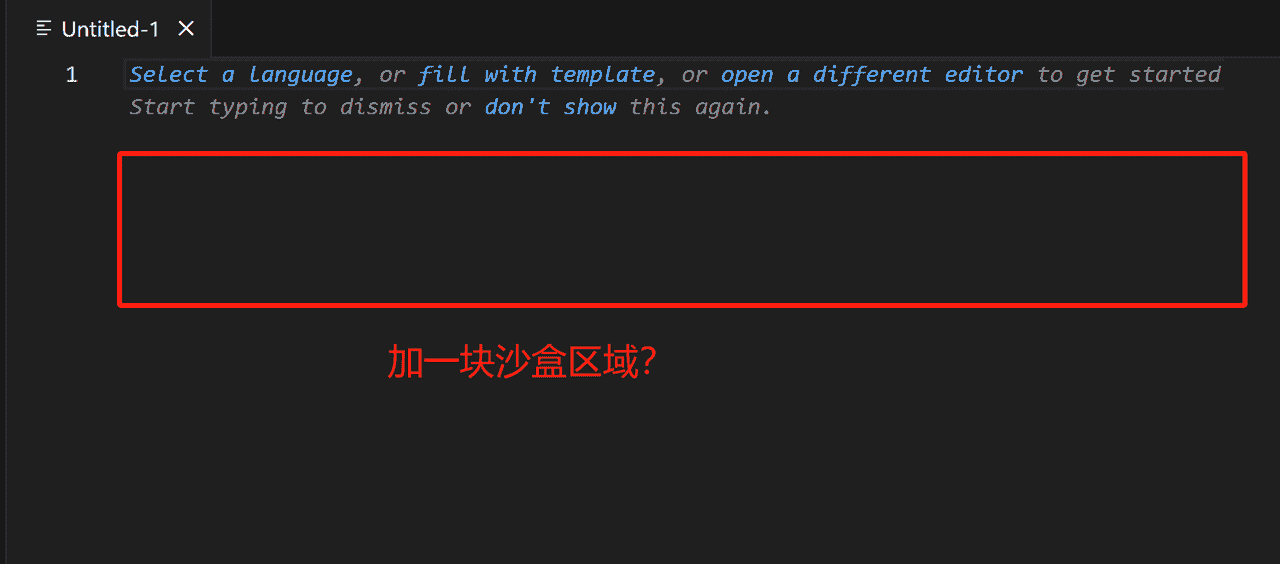 Untitled-1
1
Select a language, or fill with template, or open a different editor to get started
Start typing to dismiss or don't show this again.
加一块沙盒区域?